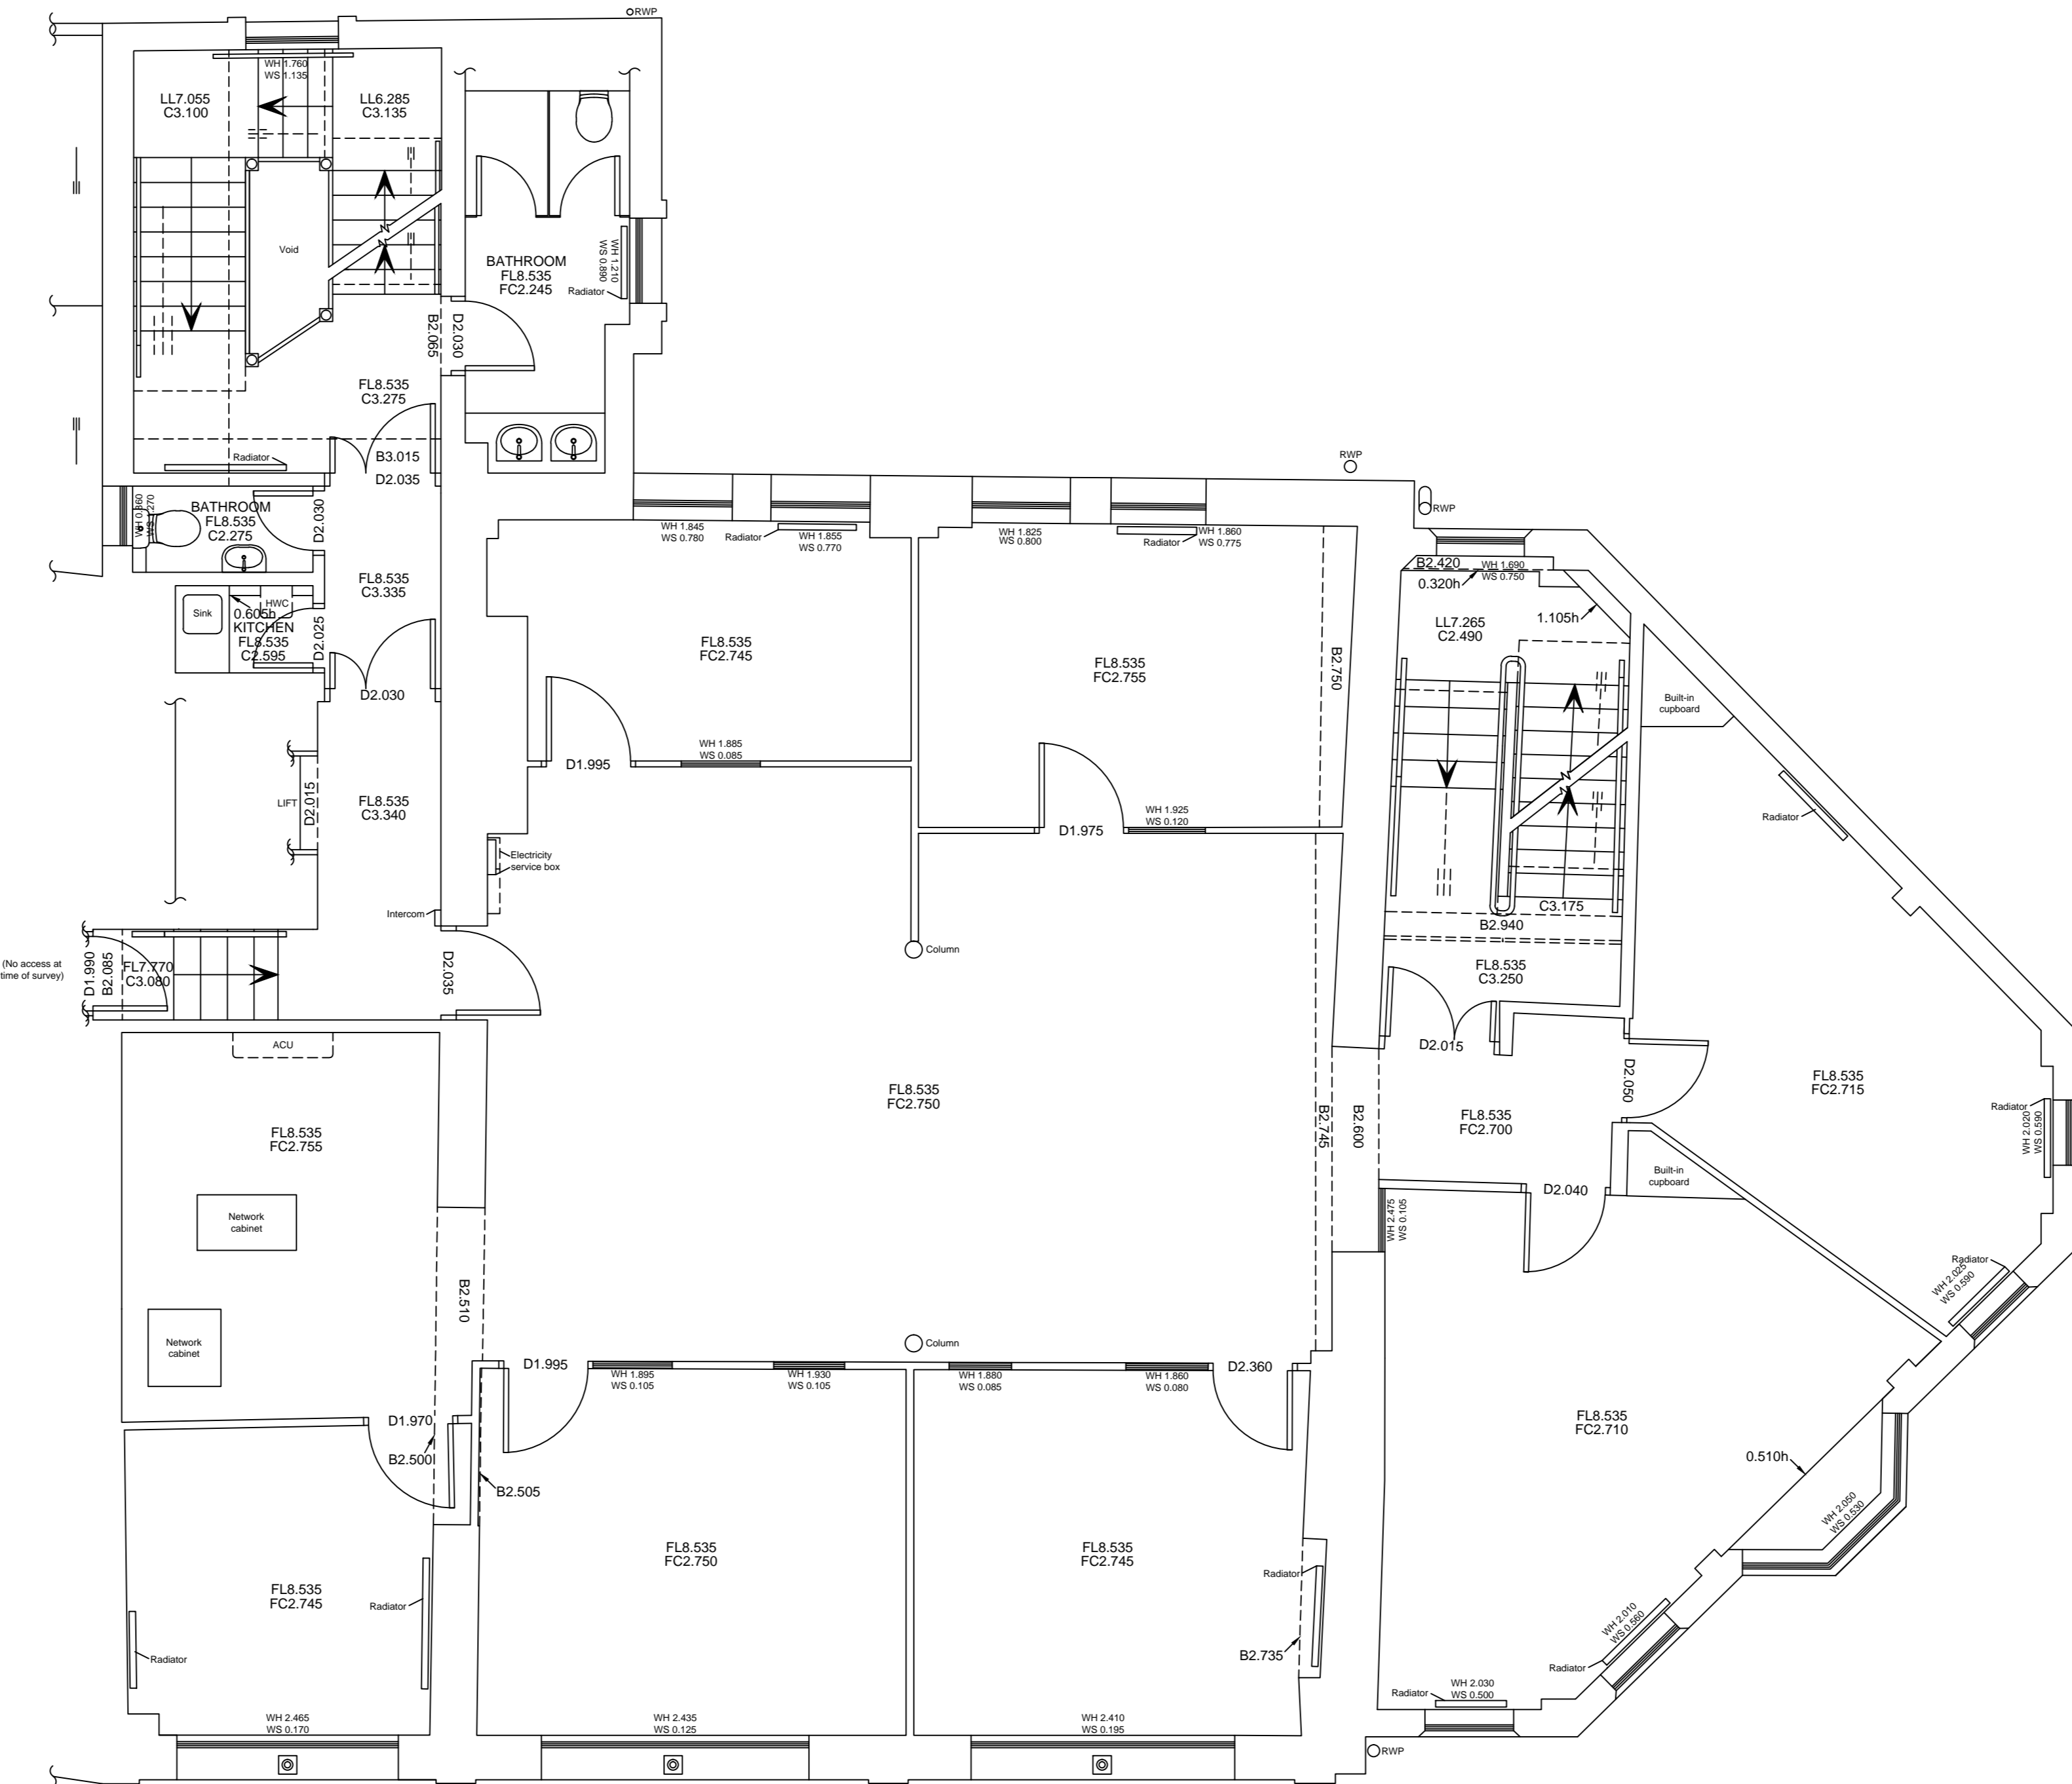 RWP
WH 1.760
WS 1.135
LL7.055
C3.100
LL6.285
C3.135
Void
BATHROOM
FL8.535
FC2.245
WH 1.210
WS 0.890
Radiator
B2.065
D2.030
FL8.535
C3.275
Radiator
B3.015
D2.035
RWP
RWP
WH 0.860
WS 1.270
BATHROOM
FL8.535
C2.275
D2.030
FL8.535
C3.335
Sink
HWC
0.605h
KITCHEN
FL8.535
C2.595
D2.025
D2.030
WH 1.845
WS 0.780
Radiator
WH 1.855
WS 0.770
WH 1.825
WS 0.800
Radiator
WH 1.860
WS 0.775
B2.420
WH 1.690
WS 0.750
0.320h
1.105h
LL7.265
C2.490
FL8.535
FC2.745
FL8.535
FC2.755
B2.750
Built-in
cupboard
WH 1.885
WS 0.085
D1.995
D1.975
WH 1.925
WS 0.120
Radiator
LIFT
D2.015
FL8.535
C3.340
Electricity
service box
Intercom
D2.035
Column
C3.175
B2.940
FL8.535
C3.250
(No access at
time of survey)
D1.990
B2.085
FL7.770
C3.080
ACU
D2.015
D2.050
FL8.535
FC2.750
FL8.535
FC2.715
B2.745
B2.600
FL8.535
FC2.700
Radiator
WH 2.020
WS 0.590
FL8.535
FC2.755
Built-in
cupboard
D2.040
WH 2.475
WS 0.105
Network
cabinet
B2.510
Radiator
WH 2.025
WS 0.590
Network
cabinet
Column
D1.995
WH 1.895
WS 0.105
WH 1.930
WS 0.105
WH 1.880
WS 0.085
WH 1.860
WS 0.080
D2.360
D1.970
B2.500
B2.505
FL8.535
FC2.710
0.510h
WH 2.050
WS 0.530
FL8.535
FC2.750
FL8.535
FC2.745
Radiator
FL8.535
FC2.745
Radiator
Radiator
B2.735
WH 2.010
WS 0.560
Radiator
Radiator
WH 2.030
WS 0.500
WH 2.465
WS 0.170
WH 2.435
WS 0.125
WH 2.410
WS 0.195
RWP